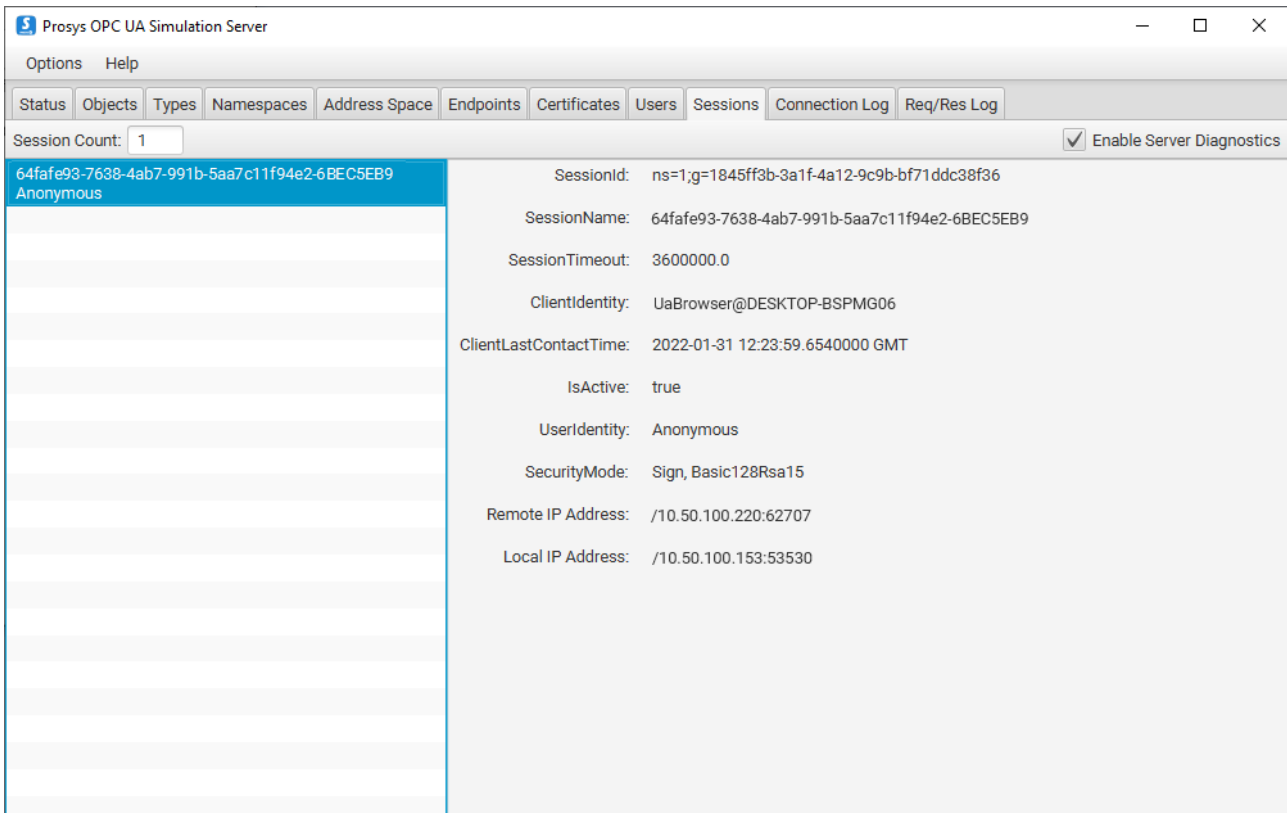 Prosys OPC UA Simulation Server
Options Help
Status Objects Types Namespaces Address Space Endpoints Certificates Users Sessions Connection Log Req/Res Log
Session Count: 1 Enable Server Diagnostics
64fafe93-7638-4ab7-991b-5aa7c11f94e2-6BEC5EB9
Anonymous
SessionId: ns=1;g=1845ff3b-3a1f-4a12-9c9b-bf71ddc38f36
SessionName: 64fafe93-7638-4ab7-991b-5aa7c11f94e2-6BEC5EB9
SessionTimeout: 3600000.0
ClientIdentity: UaBrowser@DESKTOP-BSPMG06
ClientLastContactTime: 2022-01-31 12:23:59.6540000 GMT
IsActive: true
UserIdentity: Anonymous
SecurityMode: Sign, Basic128Rsa15
Remote IP Address: /10.50.100.220:62707
Local IP Address: /10.50.100.153:53530